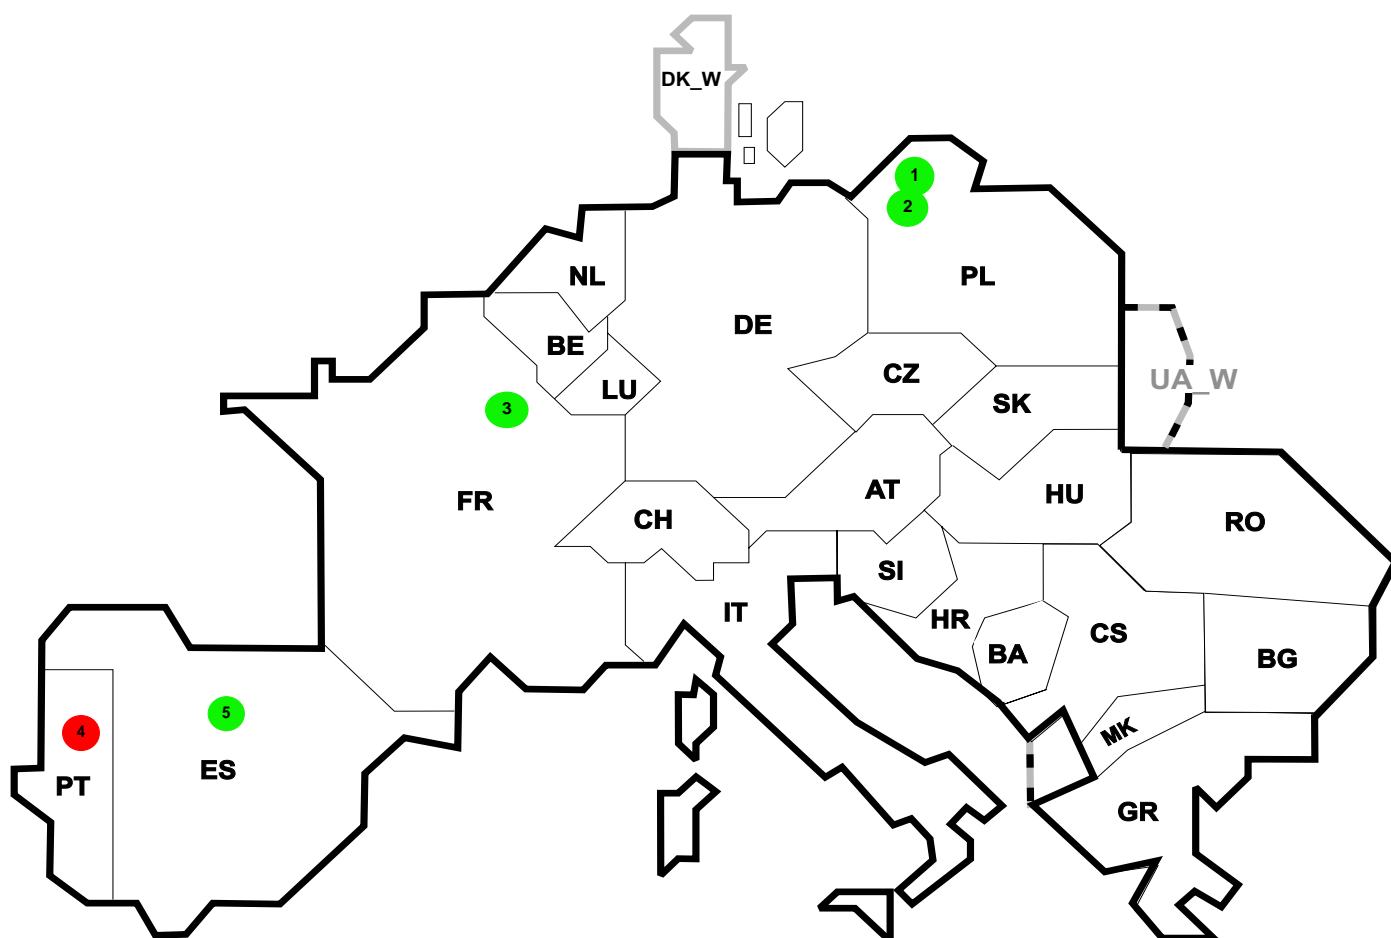 DK_W
1
2
NL
PL
DE
BE
CZ
UA_W
LU
SK
3
FR
AT
HU
CH
RO
SI
IT
HR
CS
BA
BG
5
4
MK
ES
PT
GR